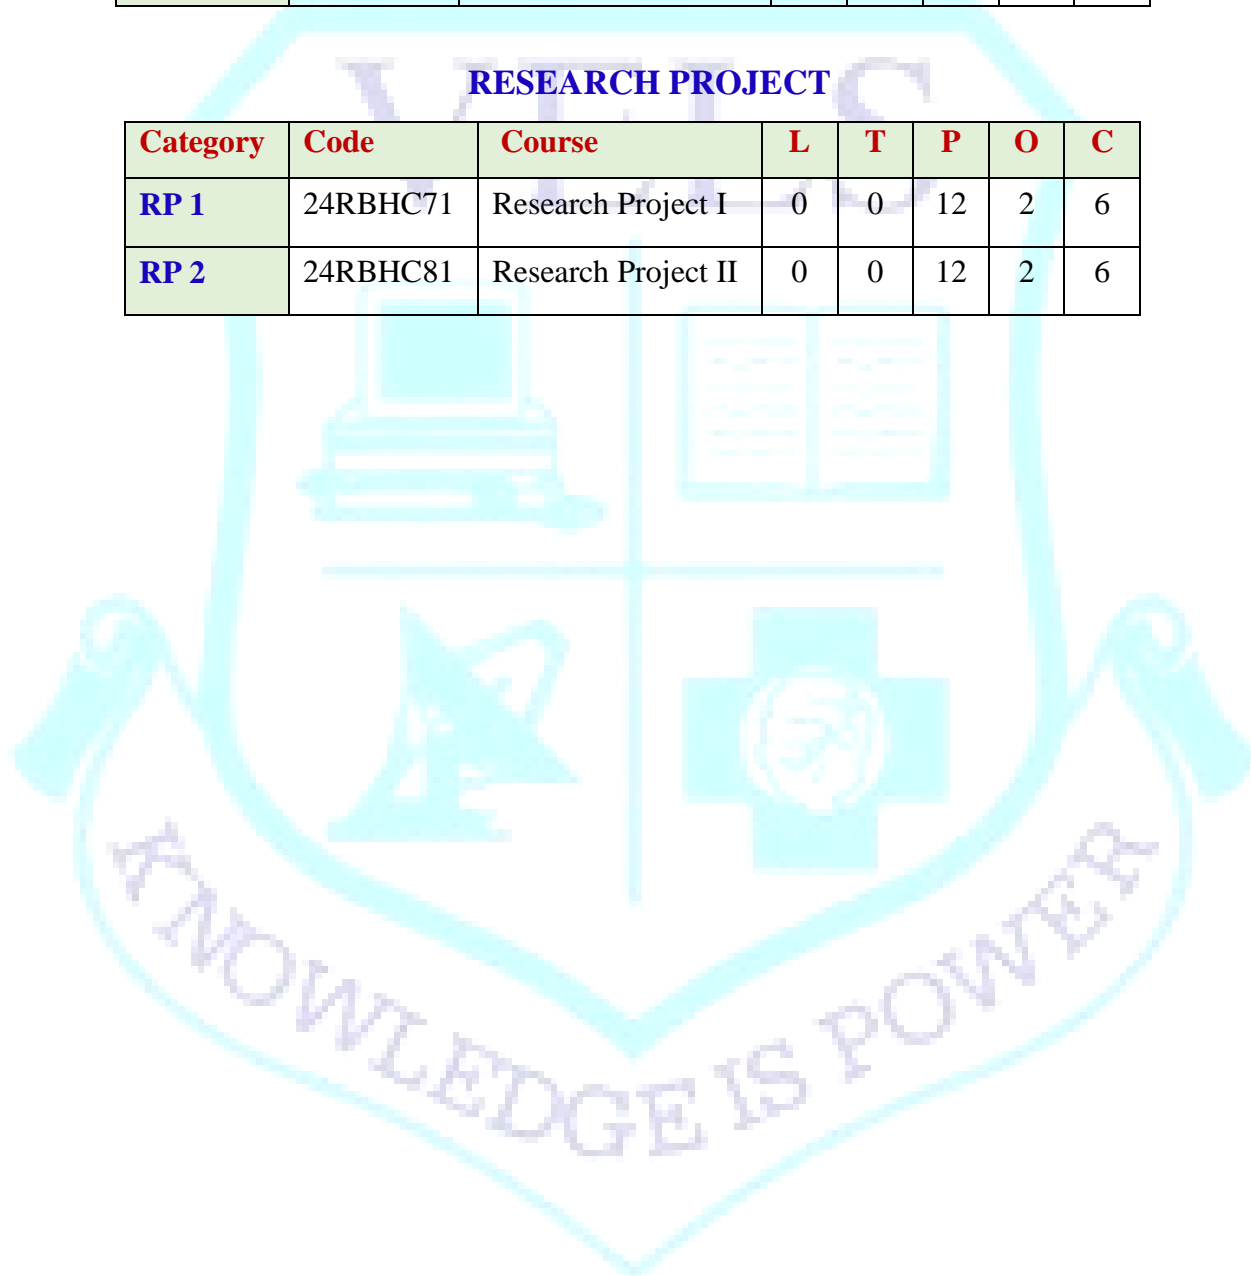 VELS
RESEARCH PROJECT
Category Code Course L T P O C
RP 1 24RBHC71 Research Project I 0 0 12 2 6
RP 2 24RBHC81 Research Project II 0 0 12 2 6
KNOWLEDGE IS POWER